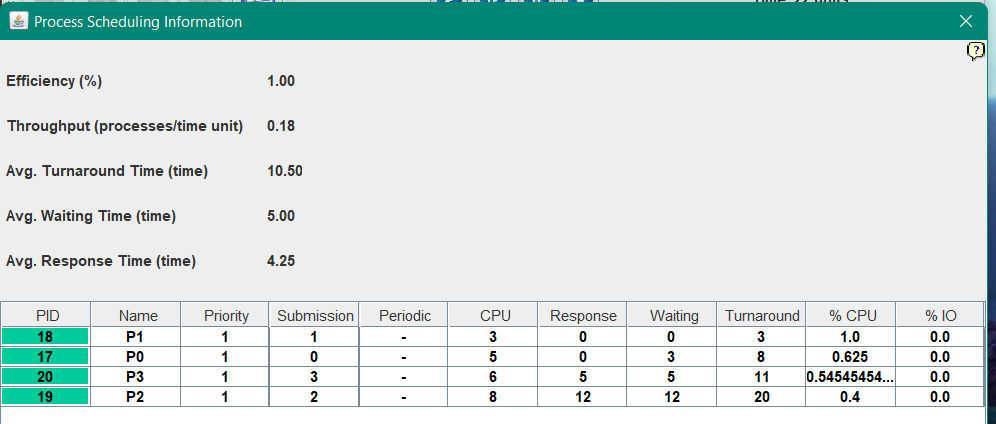 Process Scheduling Information
?
Efficiency (%) 1.00
Throughput (processes/time unit) 0.18
Avg. Turnaround Time (time) 10.50
Avg. Waiting Time (time) 5.00
Avg. Response Time (time) 4.25
PID Name Priority Submission Periodic CPU Response Waiting Turnaround % CPU % IO
18 P1 1 1 - 3 0 0 3 1.0 0.0
17 P0 1 0 - 5 0 3 8 0.625 0.0
20 P3 1 3 - 6 5 5 11 0.54545454... 0.0
19 P2 1 2 - 8 12 12 20 0.4 0.0